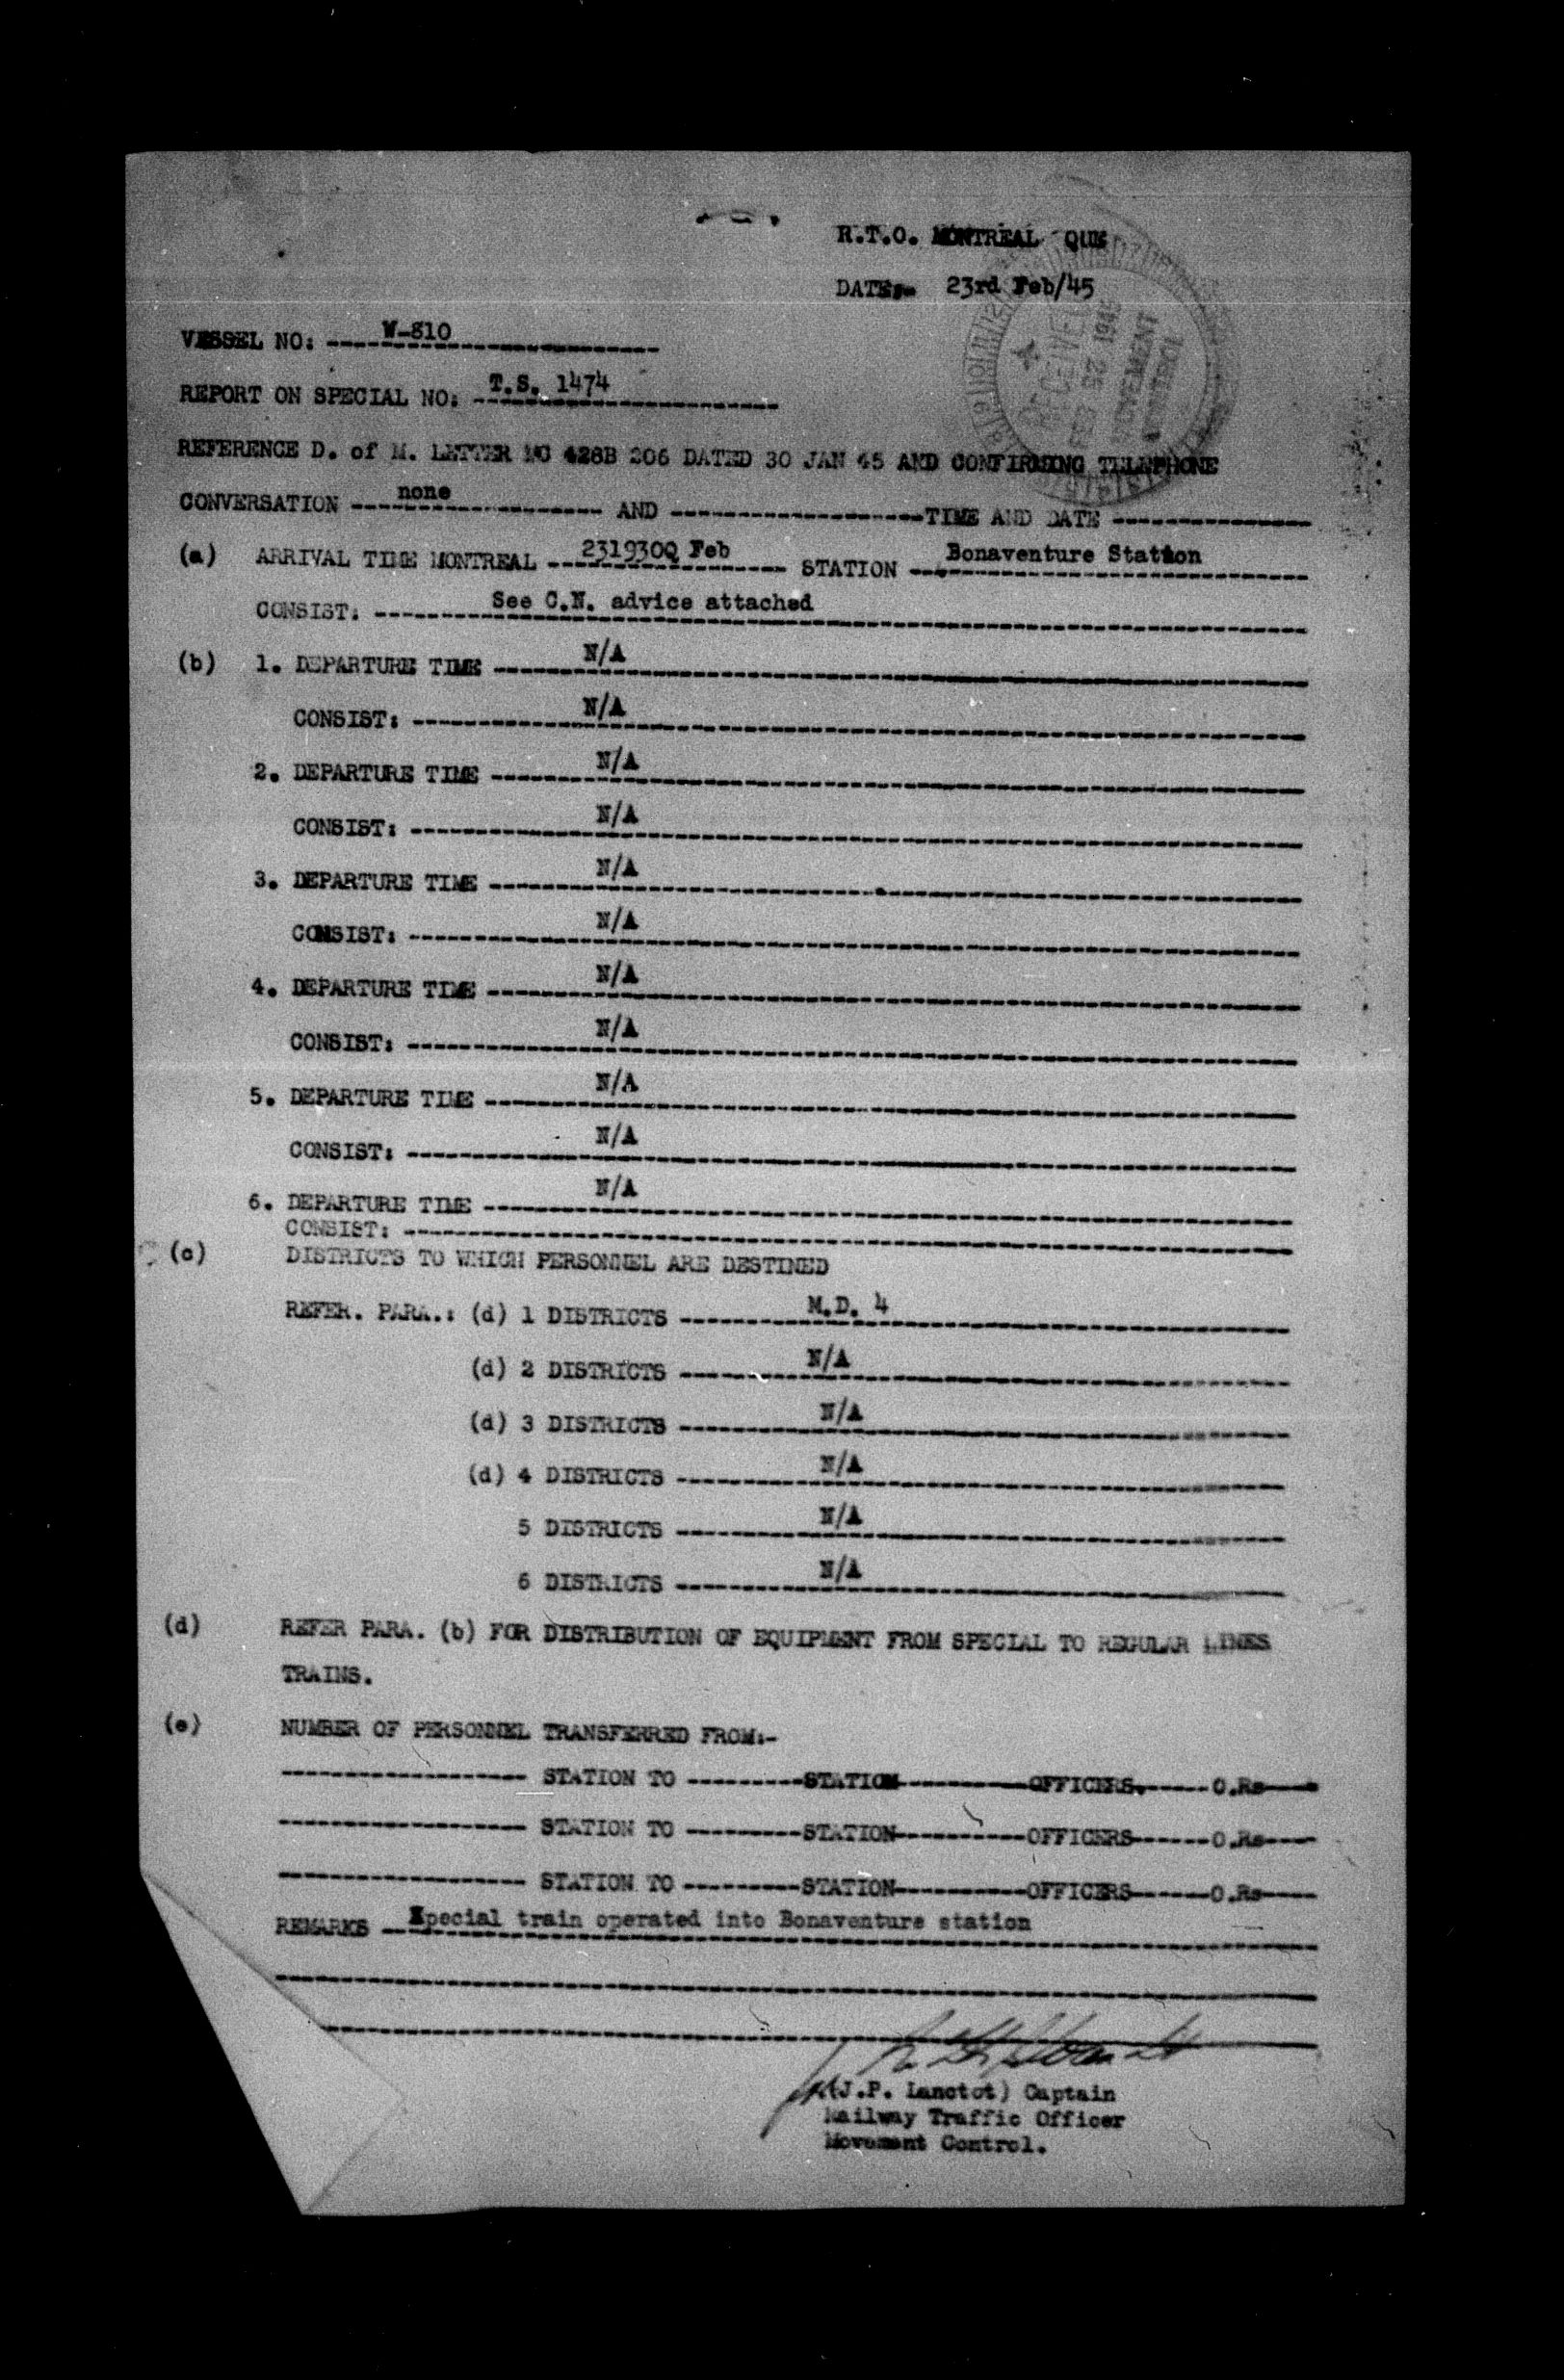 R.T.O. MONTREAL QUE
DATE:- 23rd Feb/45
RECEIVED
FEB 25 1945
MOVEMENT
CONTROL
VESSEL NO: ----W-810----
REPORT ON SPECIAL NO: --T.S. 1474----
REFERENCE D. of M. LETTER MC 428B 206 DATED 30 JAN 45 AND CONFIRMING TELEPHONE
CONVERSATION ----none---- AND ----TIME AND DATE ----
(a) ARRIVAL TIME MONTREAL ---231930Q Feb---- STATION ---Bonaventure Station----
CONSIST: ----See C.N. advice attached----
(b) 1. DEPARTURE TIME ----N/A----
CONSIST: ----N/A----
2. DEPARTURE TIME ----N/A----
CONSIST: ----N/A----
3. DEPARTURE TIME ----N/A----
CONSIST: ----N/A----
4. DEPARTURE TIME ----N/A----
CONSIST: ----N/A----
5. DEPARTURE TIME ----N/A----
CONSIST: ----N/A----
6. DEPARTURE TIME ----N/A----
CONSIST: ----
(c) DISTRICTS TO WHICH PERSONNEL ARE DESTINED
REFER. PARA.: (d) 1 DISTRICTS ----M.D. 4----
(d) 2 DISTRICTS ----N/A----
(d) 3 DISTRICTS ----N/A----
(d) 4 DISTRICTS ----N/A----
5 DISTRICTS ----N/A----
6 DISTRICTS ----N/A----
(d) REFER PARA. (b) FOR DISTRIBUTION OF EQUIPMENT FROM SPECIAL TO REGULAR LINES
TRAINS.
(e) NUMBER OF PERSONNEL TRANSFERRED FROM:-
---- STATION TO ----STATION----OFFICERS.----O.Rs----
---- STATION TO ----STATION----OFFICERS----O.Rs----
---- STATION TO ----STATION----OFFICERS----O.Rs----
REMARKS --Special train operated into Bonaventure station
(J.P. Lanctot) Captain
Railway Traffic Officer
Movement Control.